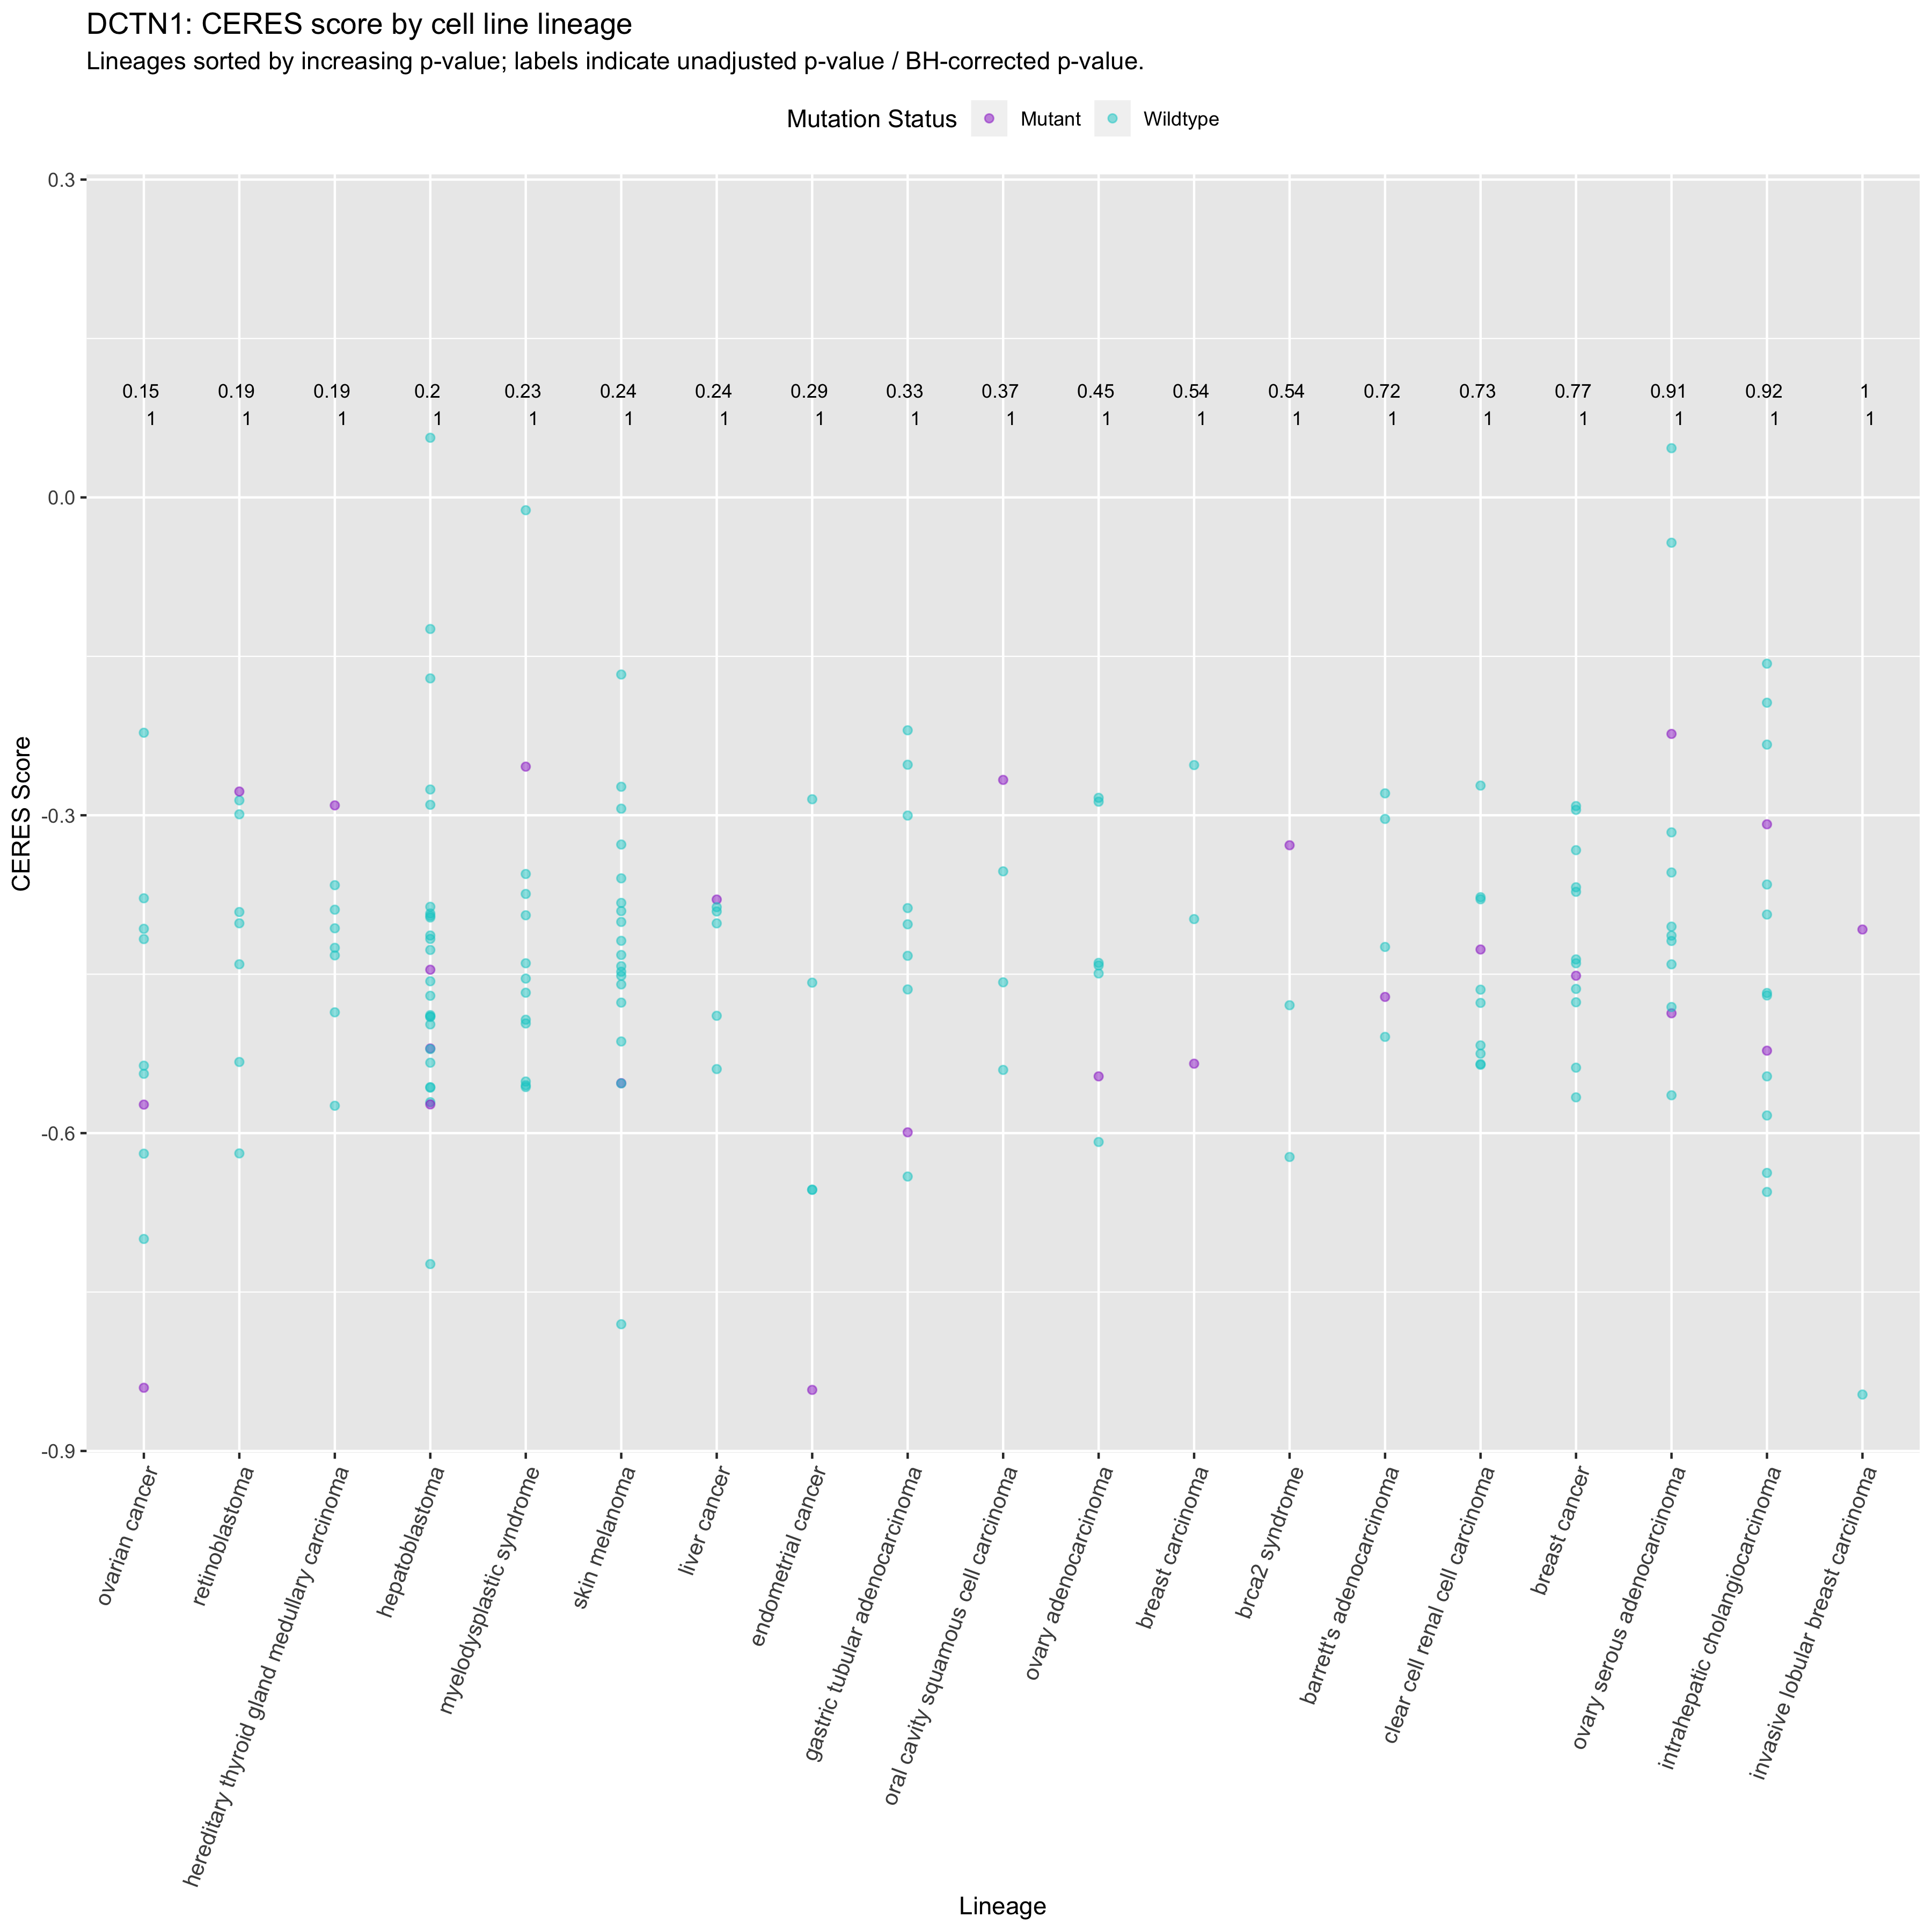 DCTN1: CERES score by cell line lineage
Lineages sorted by increasing p-value; labels indicate unadjusted p-value / BH-corrected p-value.
Mutation Status Mutant Wildtype
0.3
0.15 0.19 0.19 0.2 0.23 0.24 0.24 0.29 0.33 0.37 0.45 0.54 0.54 0.72 0.73 0.77 0.91 0.92 1
1 1 1 1 1 1 1 1 1 1 1 1 1 1 1 1 1 1 1
0.0
-0.3
-0.6
-0.9
CERES Score
ovarian cancer
retinoblastoma
hereditary thyroid gland medullary carcinoma
hepatoblastoma
myelodysplastic syndrome
skin melanoma
liver cancer
endometrial cancer
gastric tubular adenocarcinoma
oral cavity squamous cell carcinoma
ovary adenocarcinoma
breast carcinoma
brca2 syndrome
barrett's adenocarcinoma
clear cell renal cell carcinoma
breast cancer
ovary serous adenocarcinoma
intrahepatic cholangiocarcinoma
invasive lobular breast carcinoma
Lineage